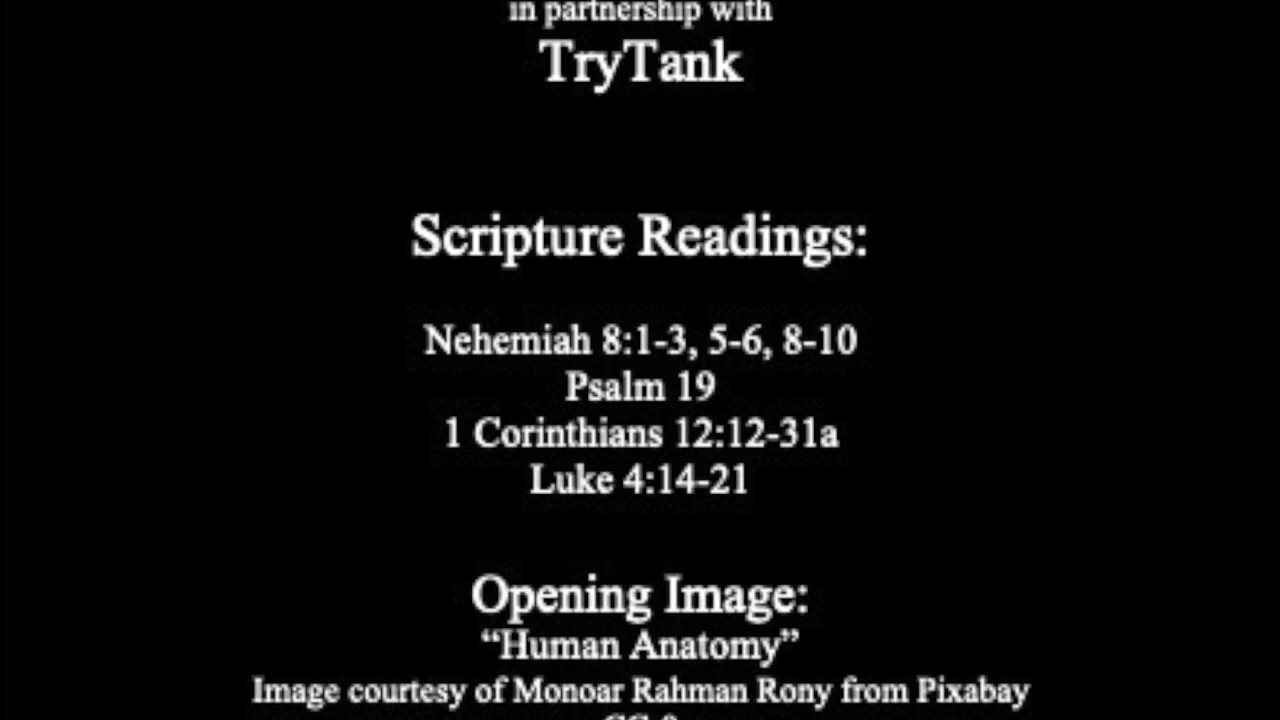 in partnership with
TryTank
Scripture Readings:
Nehemiah 8:1-3, 5-6, 8-10
Psalm 19
1 Corinthians 12:12-31a
Luke 4:14-21
Opening Image:
“Human Anatomy”
Image courtesy of Monoar Rahman Rony from Pixabay